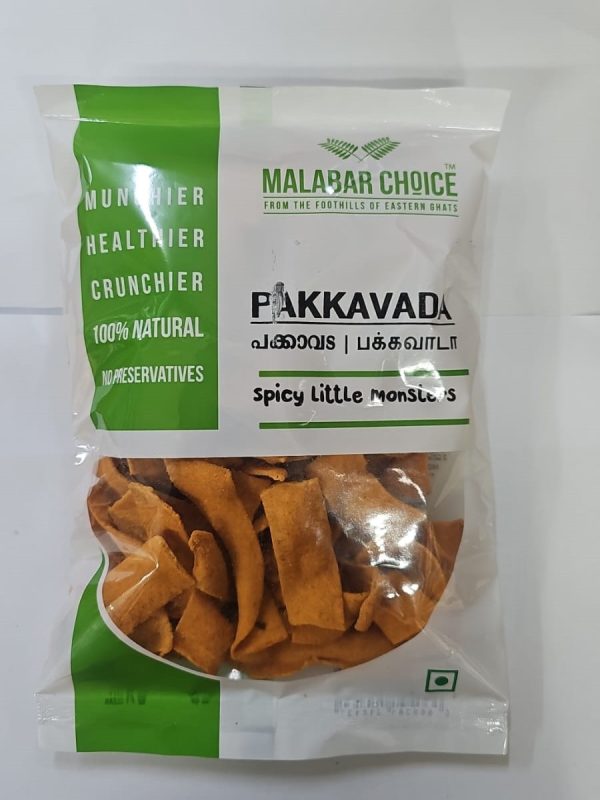 MUNCHIER
HEALTHIER
CRUNCHIER
100% NATURAL
NO PRESERVATIVES
MALABAR CHOICE™
FROM THE FOOTHILLS OF EASTERN GHATS
PAKKAVADA
പക്കാവട | பக்கவாடா
spicy little monsters